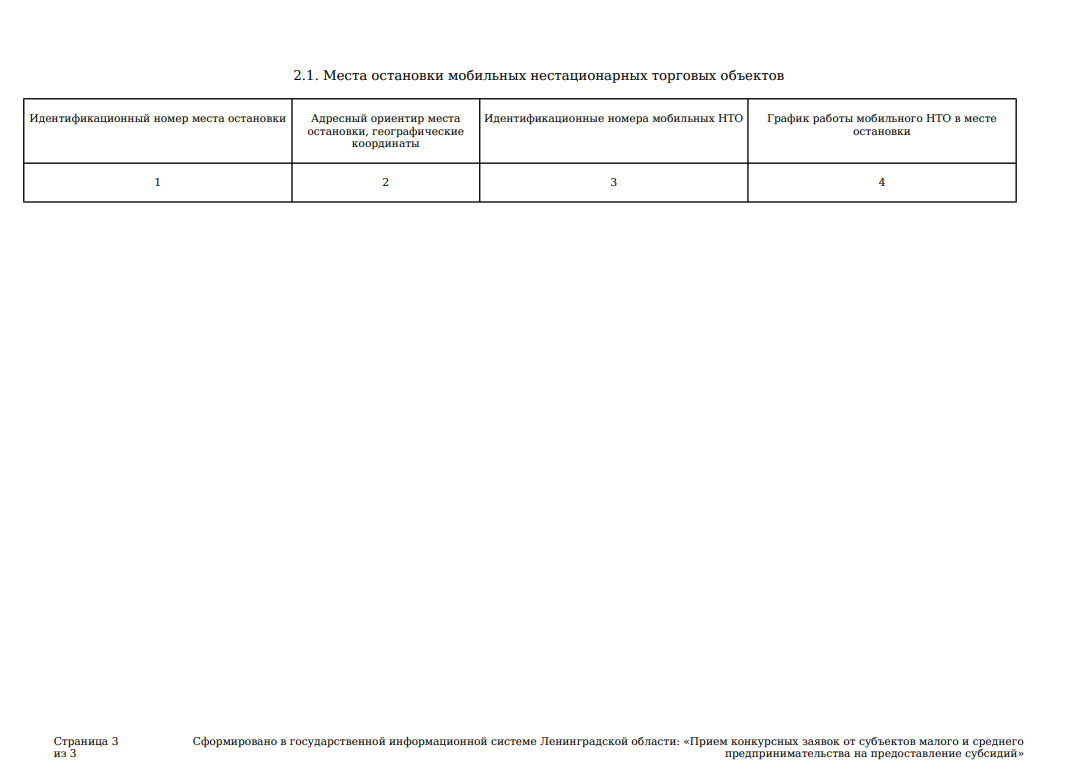 2.1. Места остановки мобильных нестационарных торговых объектов
Идентификационный номер места остановки
Адресный ориентир места
остановки, географические
координаты
Идентификационные номера мобильных НТО
График работы мобильного НТО в месте
остановки
1
2
3
4
Страница 3
из 3
Сформировано в государственной информационной системе Ленинградской области: «Прием конкурсных заявок от субъектов малого и среднего
предпринимательства на предоставление субсидий»